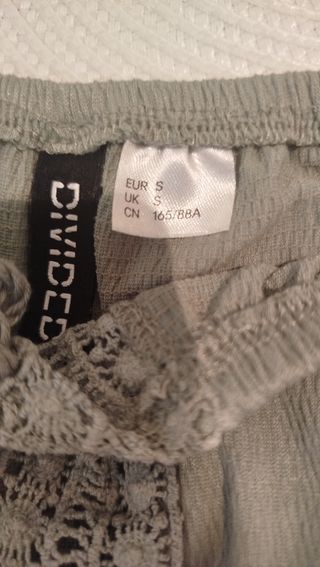 DIVIDED
EUR S
UK S
CN 165/88A